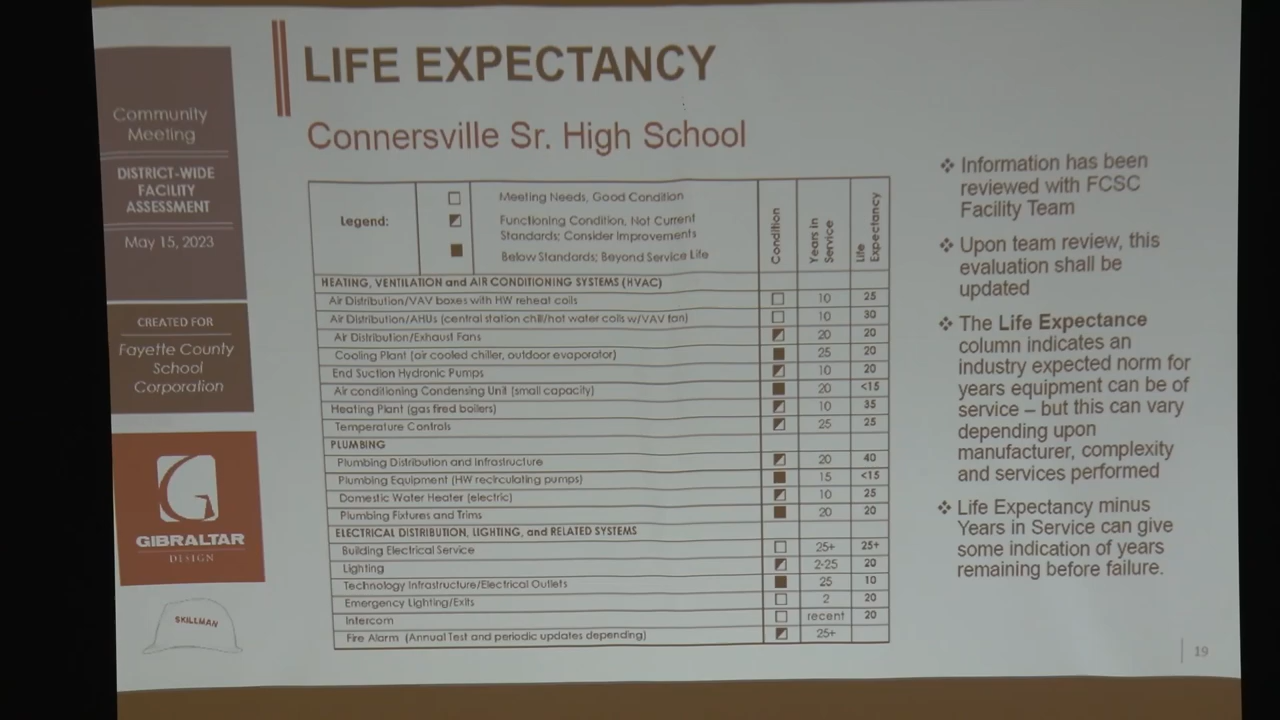 LIFE EXPECTANCY
Connersville Sr. High School
Community
Meeting
DISTRICT-WIDE
FACILITY
ASSESSMENT
May 15, 2023
CREATED FOR
Fayette County
School
Corporation
GIBRALTAR
DESIGN
SKILLMAN
Legend:
Meeting Needs, Good Condition
Functioning Condition, Not Current
Standards; Consider Improvements
Below Standards; Beyond Service Life
Condition
Years in
Service
Life
Expectancy
HEATING, VENTILATION and AIR CONDITIONING SYSTEMS (HVAC)
Air Distribution/VAV boxes with HW reheat coils 10 25
Air Distribution/AHUs (central station chill/hot water coils w/VAV fan) 10 30
Air Distribution/Exhaust Fans 20 20
Cooling Plant (air cooled chiller, outdoor evaporator) 25 20
End Suction Hydronic Pumps 10 20
Air conditioning Condensing Unit (small capacity) 20 <15
Heating Plant (gas fired boilers) 10 35
Temperature Controls 25 25
PLUMBING
Plumbing Distribution and Infrastructure 20 40
Plumbing Equipment (HW recirculating pumps) 15 <15
Domestic Water Heater (electric) 10 25
Plumbing Fixtures and Trims 20 20
ELECTRICAL DISTRIBUTION, LIGHTING, and RELATED SYSTEMS
Building Electrical Service 25+ 25+
Lighting 2-25 20
Technology Infrastructure/Electrical Outlets 25 10
Emergency Lighting/Exits 2 20
Intercom recent 20
Fire Alarm (Annual Test and periodic updates depending) 25+
❖ Information has been
reviewed with FCSC
Facility Team
❖ Upon team review, this
evaluation shall be
updated
❖ The Life Expectance
column indicates an
industry expected norm for
years equipment can be of
service – but this can vary
depending upon
manufacturer, complexity
and services performed
❖ Life Expectancy minus
Years in Service can give
some indication of years
remaining before failure.
19